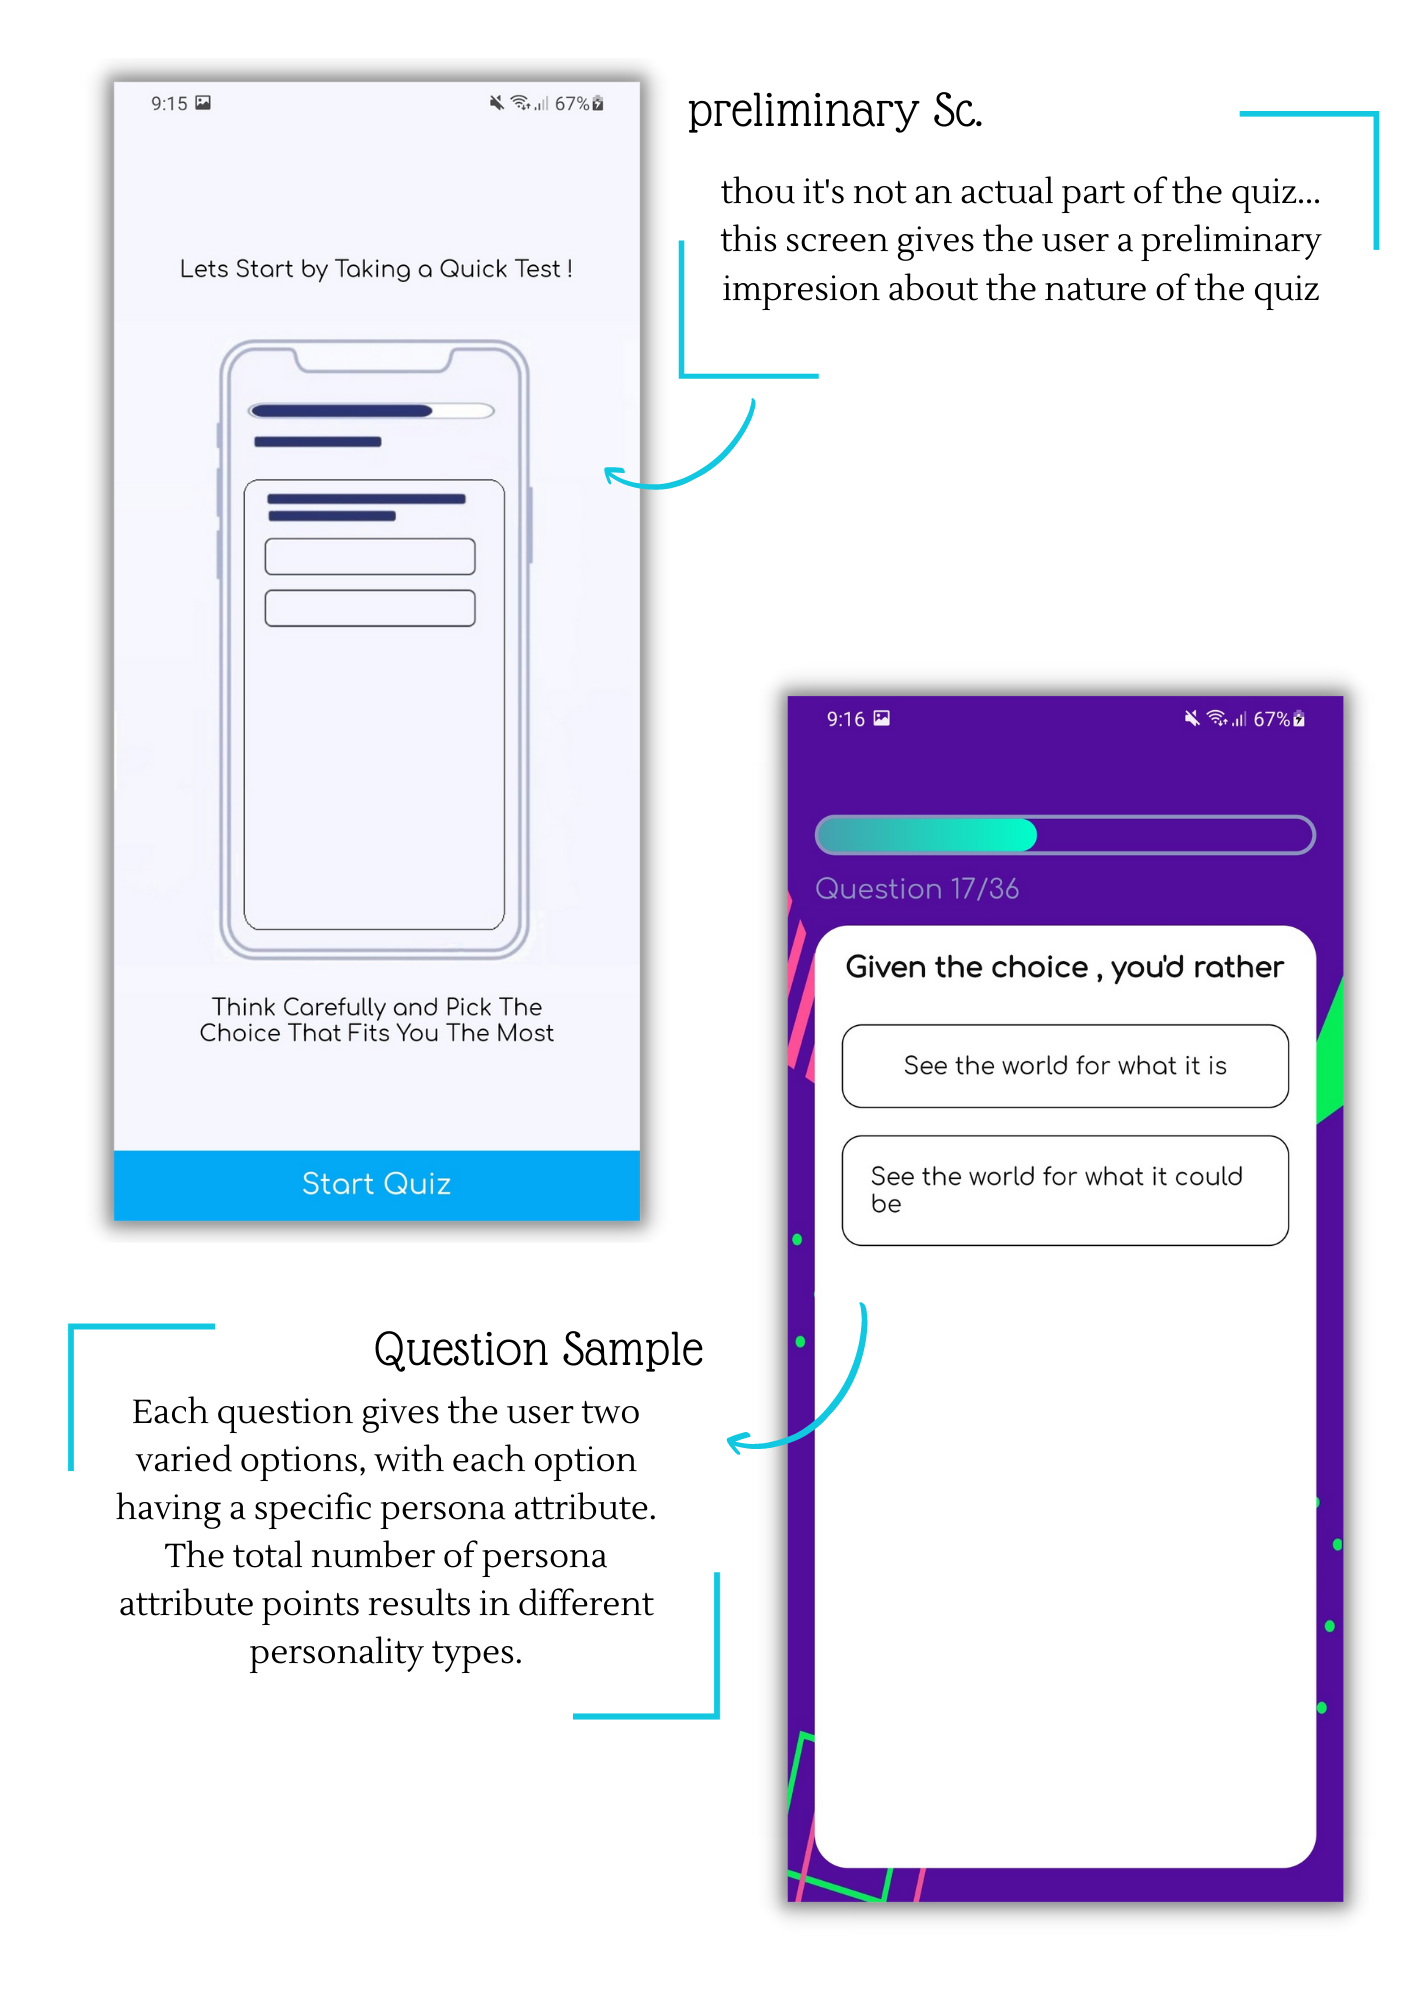 9:15
67%
Lets Start by Taking a Quick Test !
Think Carefully and Pick The
Choice That Fits You The Most
Start Quiz
preliminary Sc.
thou it's not an actual part of the quiz...
this screen gives the user a preliminary
impresion about the nature of the quiz
9:16
67%
Question 17/36
Given the choice , you'd rather
See the world for what it is
See the world for what it could
be
Question Sample
Each question gives the user two
varied options, with each option
having a specific persona attribute.
The total number of persona
attribute points results in different
personality types.